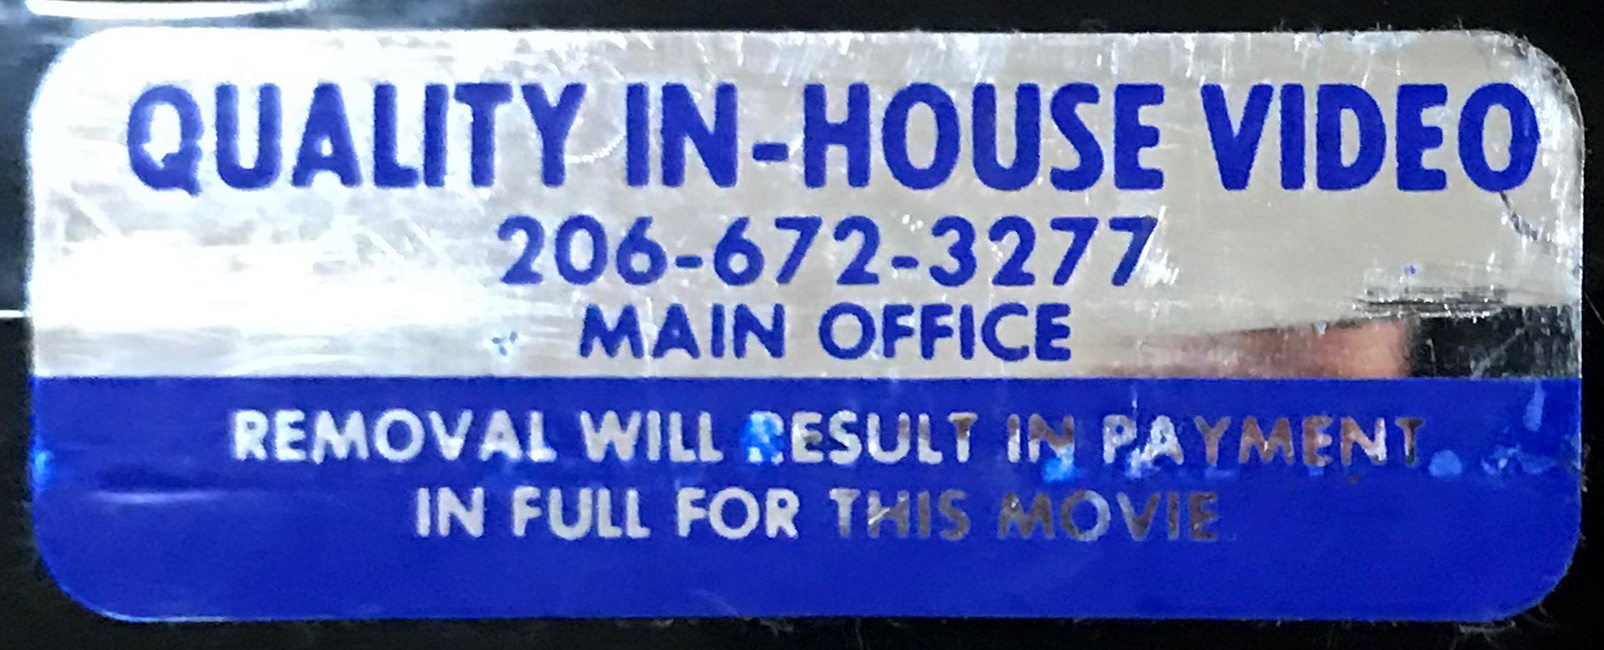 QUALITY IN-HOUSE VIDEO
206-672-3277
MAIN OFFICE
REMOVAL WILL RESULT IN PAYMENT
IN FULL FOR THIS MOVIE